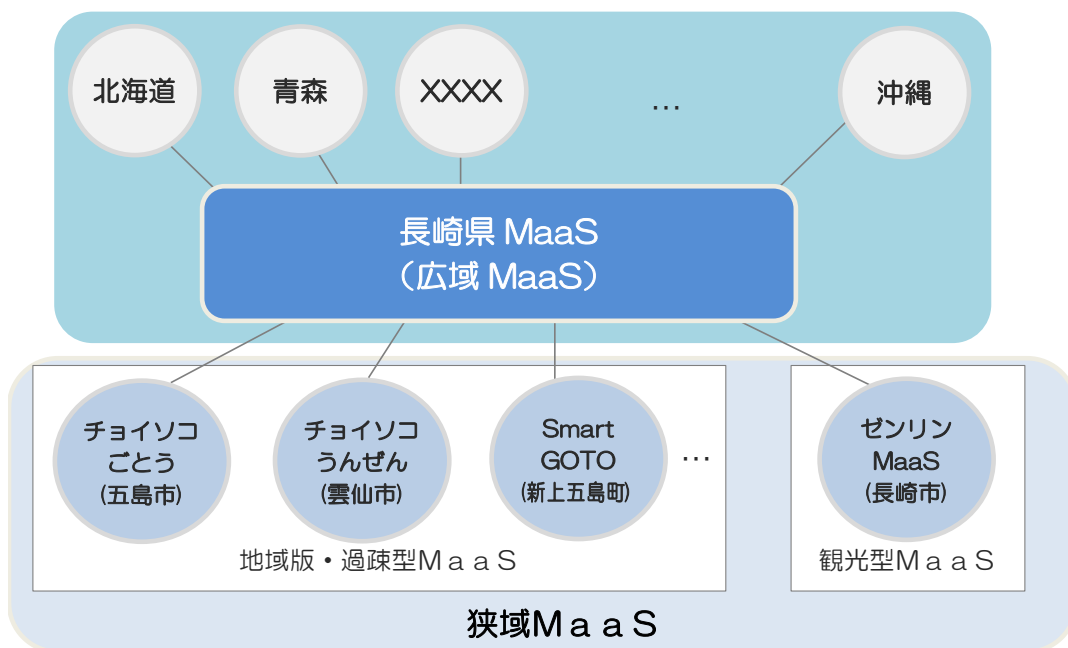 北海道
青森
XXXX
…
沖縄
長崎県 MaaS
（広域 MaaS）
チョイソコ
ごとう
(五島市)
チョイソコ
うんぜん
(雲仙市)
Smart
GOTO
(新上五島町)
…
ゼンリン
MaaS
(長崎市)
地域版・過疎型ＭａａＳ
観光型ＭａａＳ
狭域ＭａａＳ